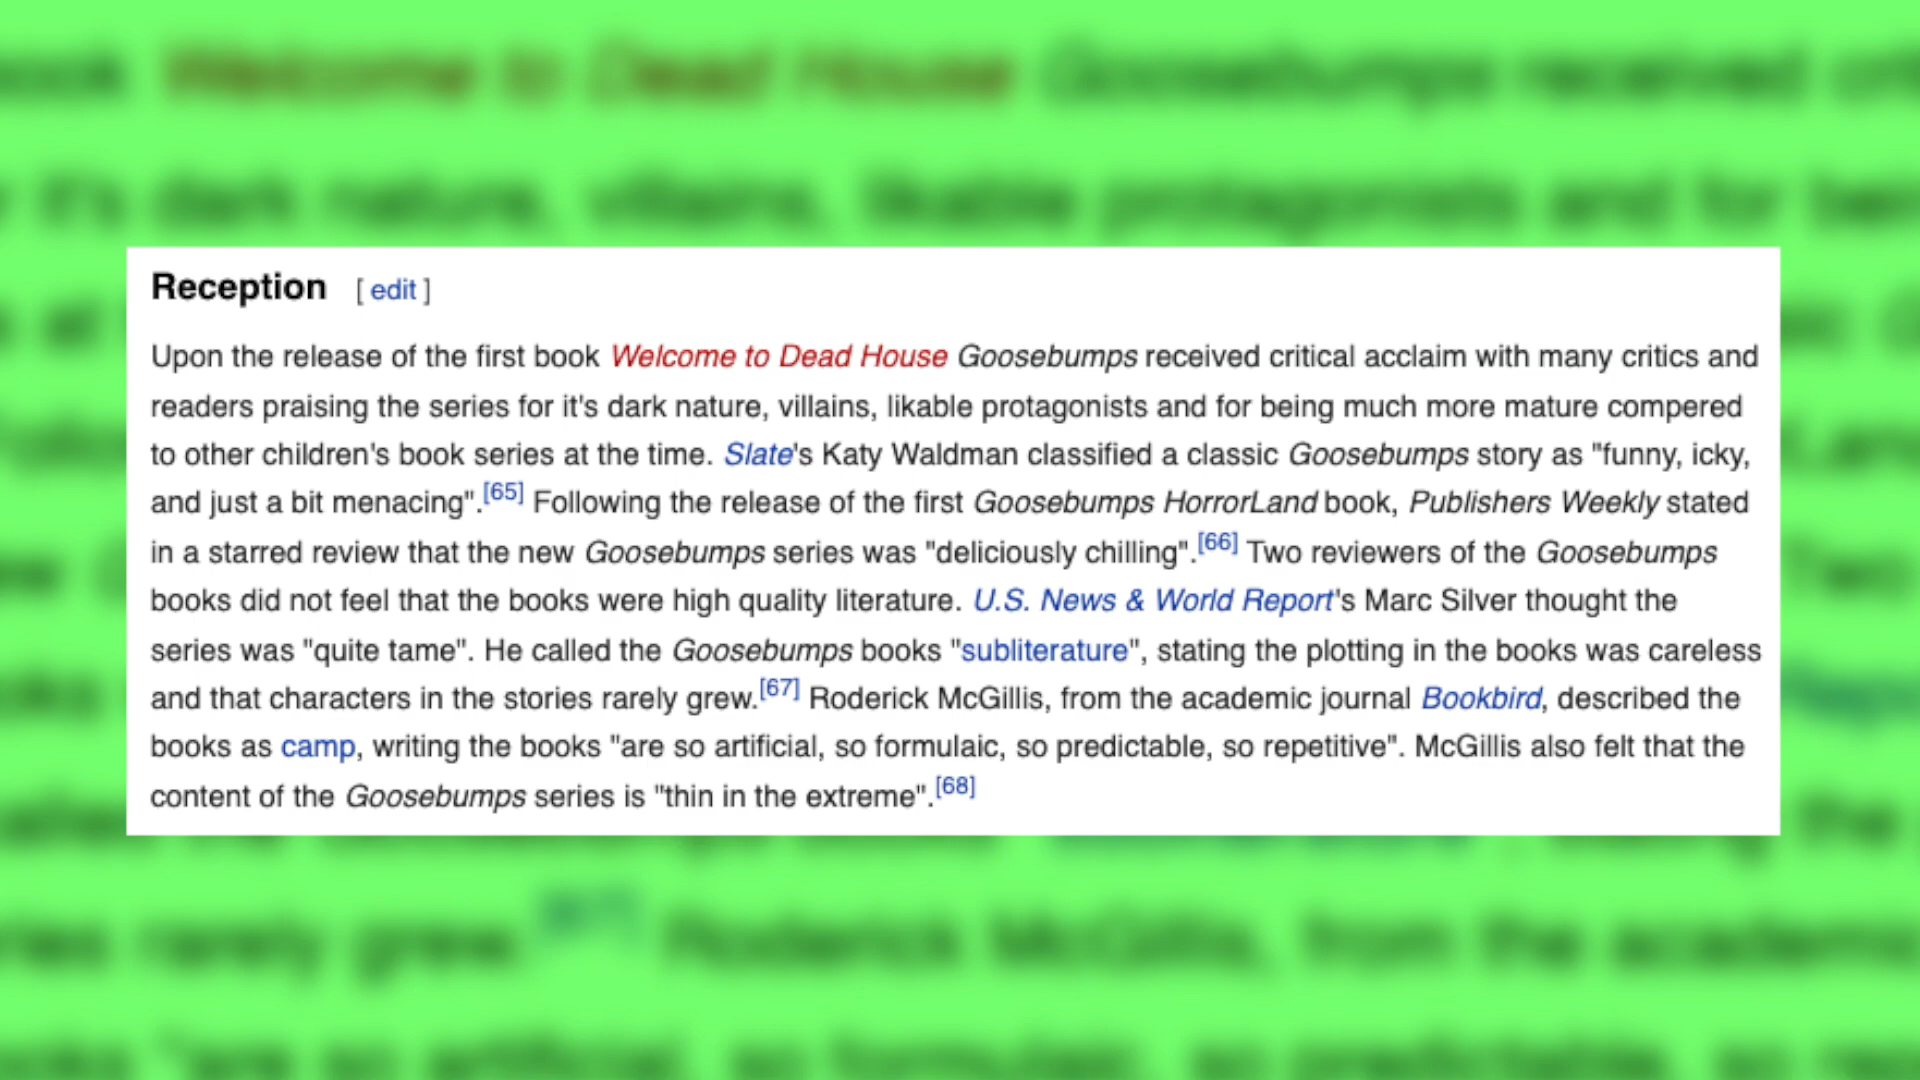 Reception [ edit ]
Upon the release of the first book Welcome to Dead House Goosebumps received critical acclaim with many critics and
readers praising the series for it's dark nature, villains, likable protagonists and for being much more mature compered
to other children's book series at the time. Slate's Katy Waldman classified a classic Goosebumps story as "funny, icky,
and just a bit menacing".[65] Following the release of the first Goosebumps HorrorLand book, Publishers Weekly stated
in a starred review that the new Goosebumps series was "deliciously chilling".[66] Two reviewers of the Goosebumps
books did not feel that the books were high quality literature. U.S. News & World Report's Marc Silver thought the
series was "quite tame". He called the Goosebumps books "subliterature", stating the plotting in the books was careless
and that characters in the stories rarely grew.[67] Roderick McGillis, from the academic journal Bookbird, described the
books as camp, writing the books "are so artificial, so formulaic, so predictable, so repetitive". McGillis also felt that the
content of the Goosebumps series is "thin in the extreme".[68]